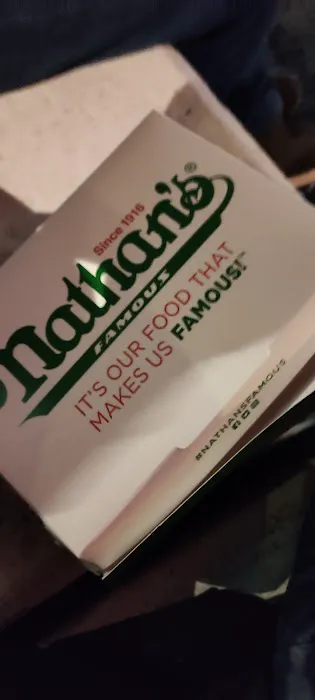 Since 1916
Nathan's®
FAMOUS
IT'S OUR FOOD THAT
MAKES US FAMOUS!™
#NATHANSFAMOUS